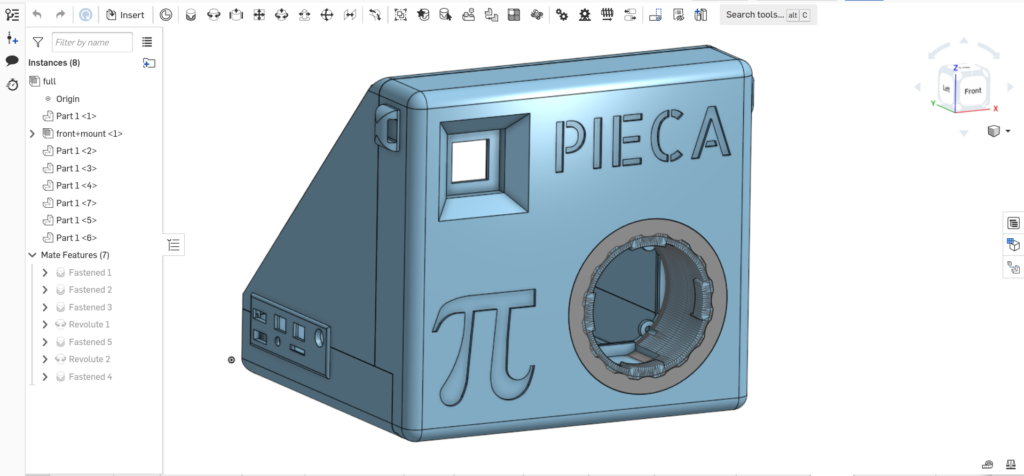 Insert
Search tools... alt C
Filter by name
Instances (8)
full
Origin
Part 1 <1>
front+mount <1>
Part 1 <2>
Part 1 <3>
Part 1 <4>
Part 1 <7>
Part 1 <5>
Part 1 <6>
Mate Features (7)
Fastened 1
Fastened 2
Fastened 3
Revolute 1
Fastened 5
Revolute 2
Fastened 4
PIECA
π
Z
Left
Front
Y
X